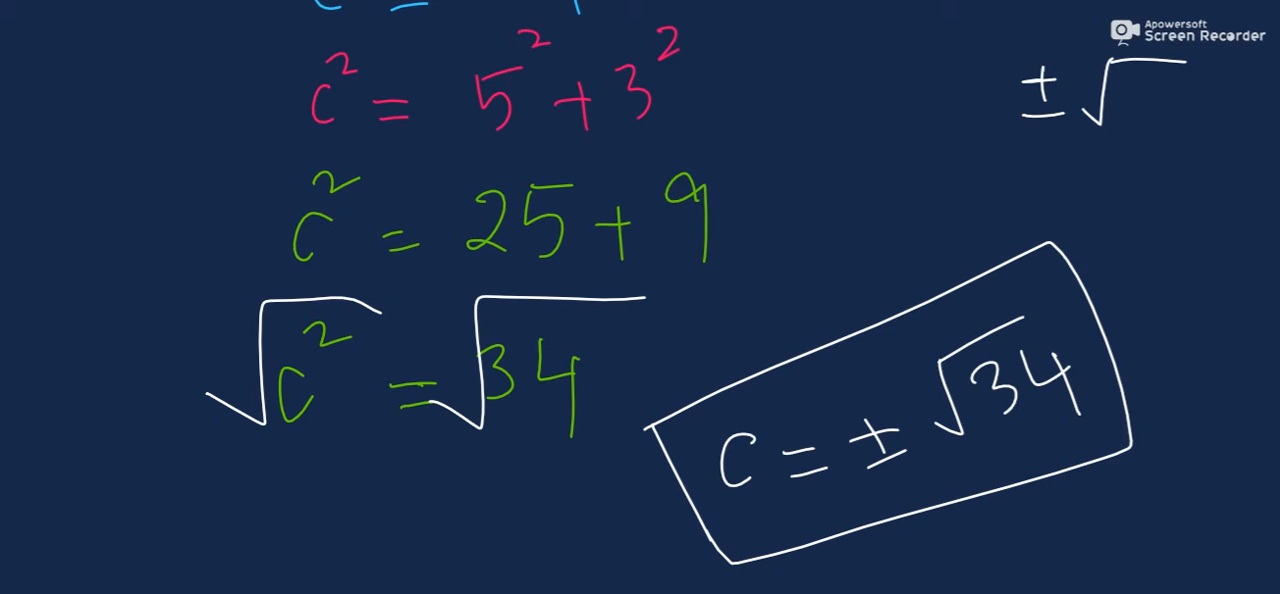 Apowersoft
Screen Recorder
c² = 5² + 3²
± √
c² = 25 + 9
√c² = √34
c = ± √34